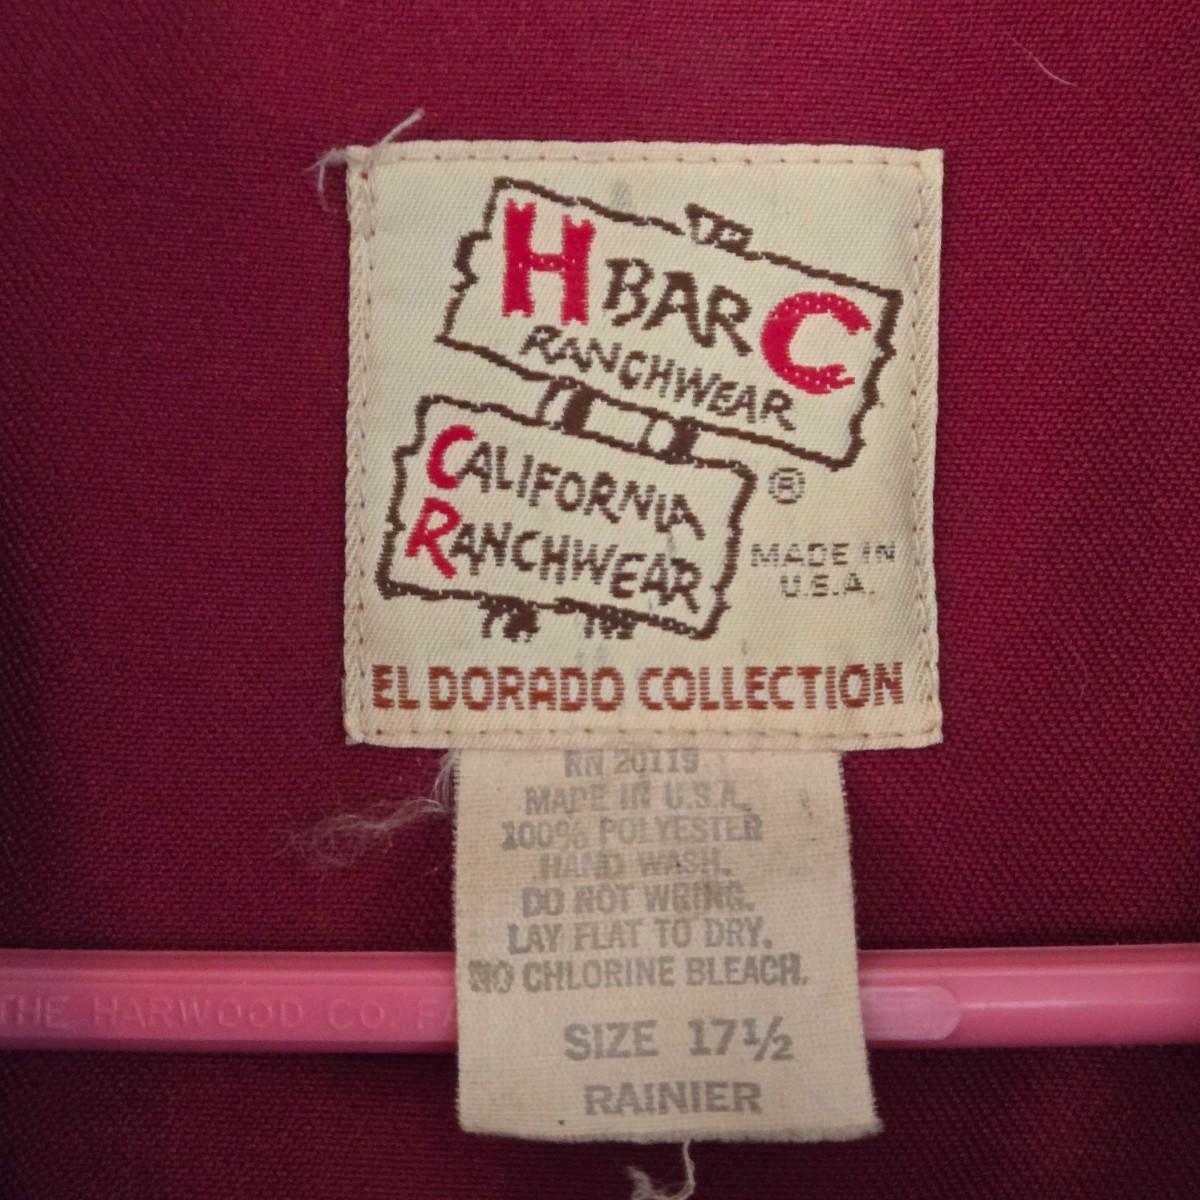 H BAR C
RANCHWEAR
CALIFORNIA
RANCHWEAR
®
MADE IN
U.S.A.
EL DORADO COLLECTION
RN 20119
MADE IN U.S.A.
100% POLYESTER
HAND WASH.
DO NOT WRING.
LAY FLAT TO DRY.
NO CHLORINE BLEACH.
THE HARWOOD CO. FA
SIZE 17½
RAINIER